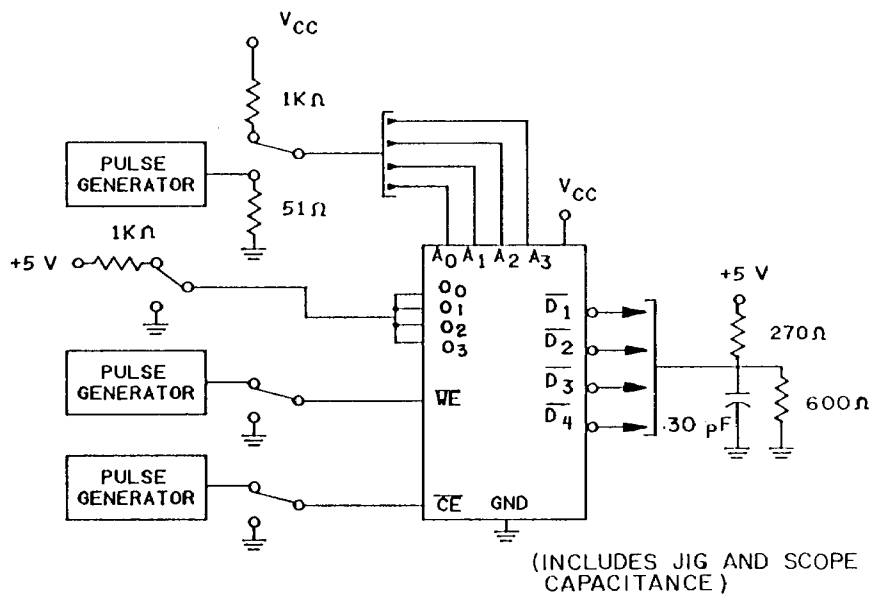 VCC
1KΩ
PULSE
GENERATOR
51Ω
VCC
1KΩ
+5 V
A0 A1 A2 A3
O0
O1
O2
O3
D1
D2
D3
D4
+5 V
270Ω
600Ω
.30 pF
PULSE
GENERATOR
WE
PULSE
GENERATOR
CE
GND
(INCLUDES JIG AND SCOPE
CAPACITANCE)